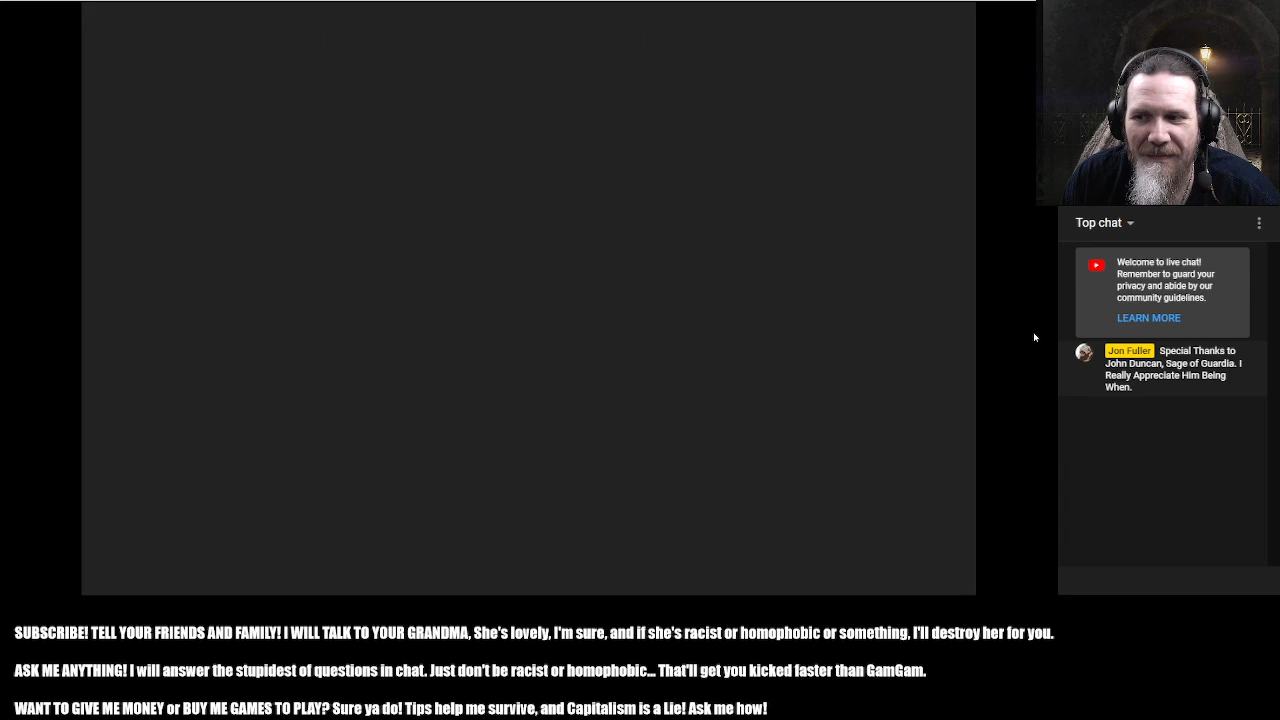 Top chat
Welcome to live chat!
Remember to guard your
privacy and abide by our
community guidelines.
LEARN MORE
Jon Fuller Special Thanks to
John Duncan, Sage of Guardia. I
Really Appreciate HIm Being
When.
SUBSCRIBE! TELL YOUR FRIENDS AND FAMILY! I WILL TALK TO YOUR GRANDMA, She's lovely, I'm sure, and if she's racist or homophobic or something, I'll destroy her for you.
ASK ME ANYTHING! I will answer the stupidest of questions in chat. Just don't be racist or homophobic... That'll get you kicked faster than GamGam.
WANT TO GIVE ME MONEY or BUY ME GAMES TO PLAY? Sure ya do! Tips help me survive, and Capitalism is a Lie! Ask me how!